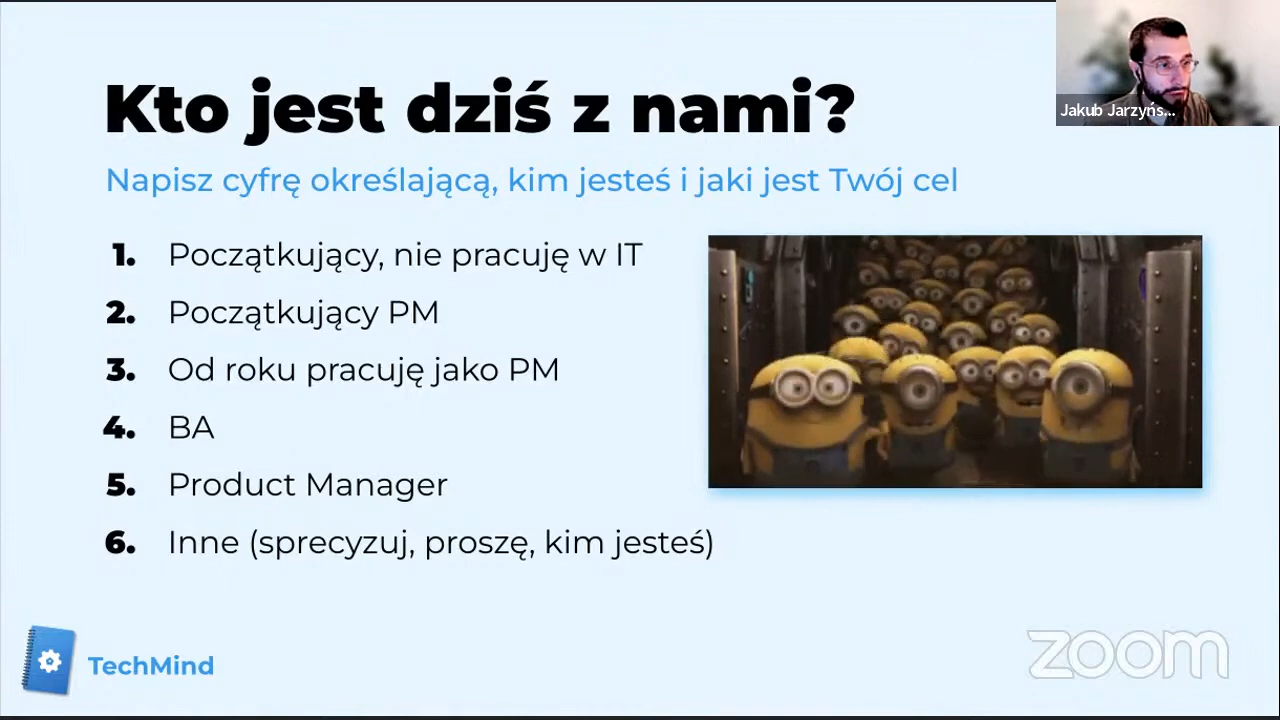 Kto jest dziś z nami?
Napisz cyfrę określającą, kim jesteś i jaki jest Twój cel
1. Początkujący, nie pracuję w IT
2. Początkujący PM
3. Od roku pracuję jako PM
4. BA
5. Product Manager
6. Inne (sprecyzuj, proszę, kim jesteś)
Jakub Jarzyńs...
TechMind
zoom